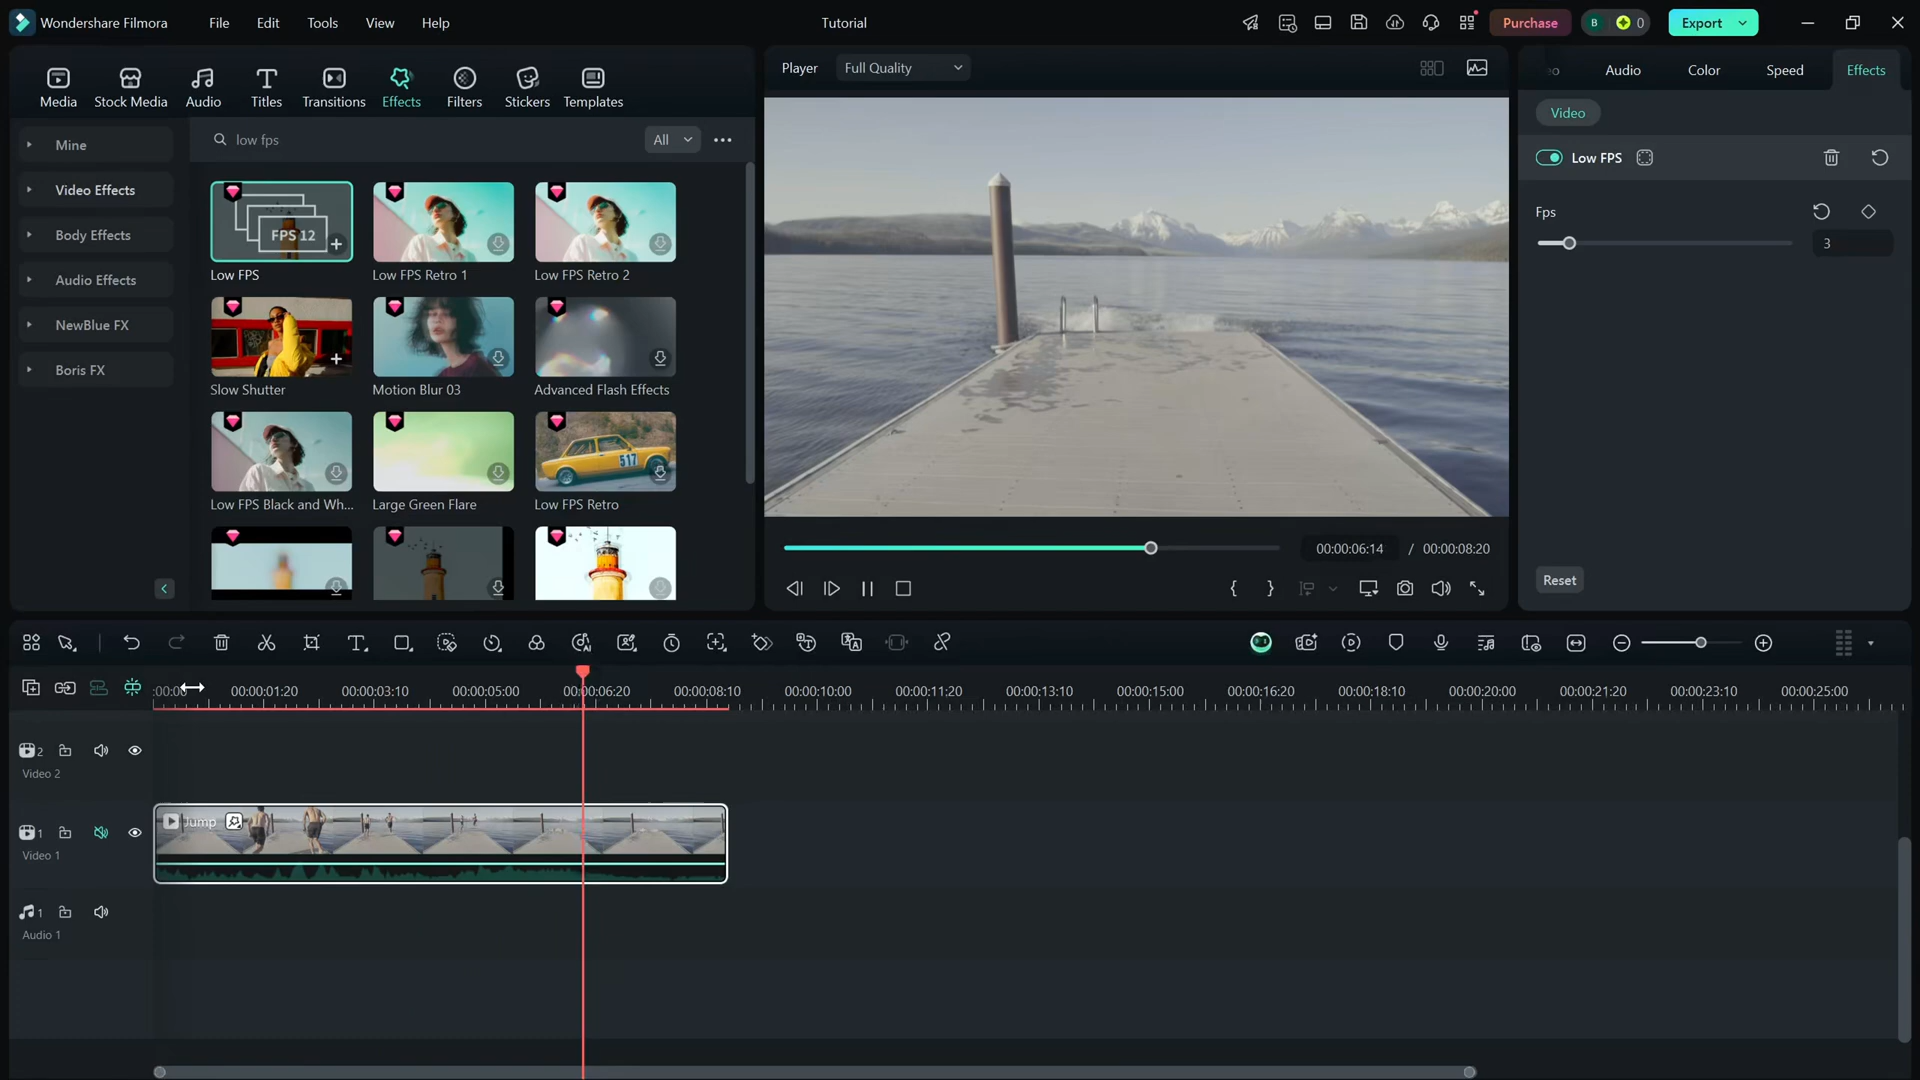 Wondershare Filmora File Edit Tools View Help Tutorial Purchase B 0 Export
Media Stock Media Audio Titles Transitions Effects Filters Stickers Templates
Mine
Video Effects
Body Effects
Audio Effects
NewBlue FX
Boris FX
low fps All
FPS 12
Low FPS Low FPS Retro 1 Low FPS Retro 2
Slow Shutter Motion Blur 03 Advanced Flash Effects
517
Low FPS Black and Wh... Large Green Flare Low FPS Retro
Player Full Quality
00:00:06:14 / 00:00:08:20
eo Audio Color Speed Effects
Video
Low FPS
Fps
3
Reset
:00:00 00:00:01:20 00:00:03:10 00:00:05:00 00:00:06:20 00:00:08:10 00:00:10:00 00:00:11:20 00:00:13:10 00:00:15:00 00:00:16:20 00:00:18:10 00:00:20:00 00:00:21:20 00:00:23:10 00:00:25:00
2
Video 2
Jump
1
Video 1
1
Audio 1